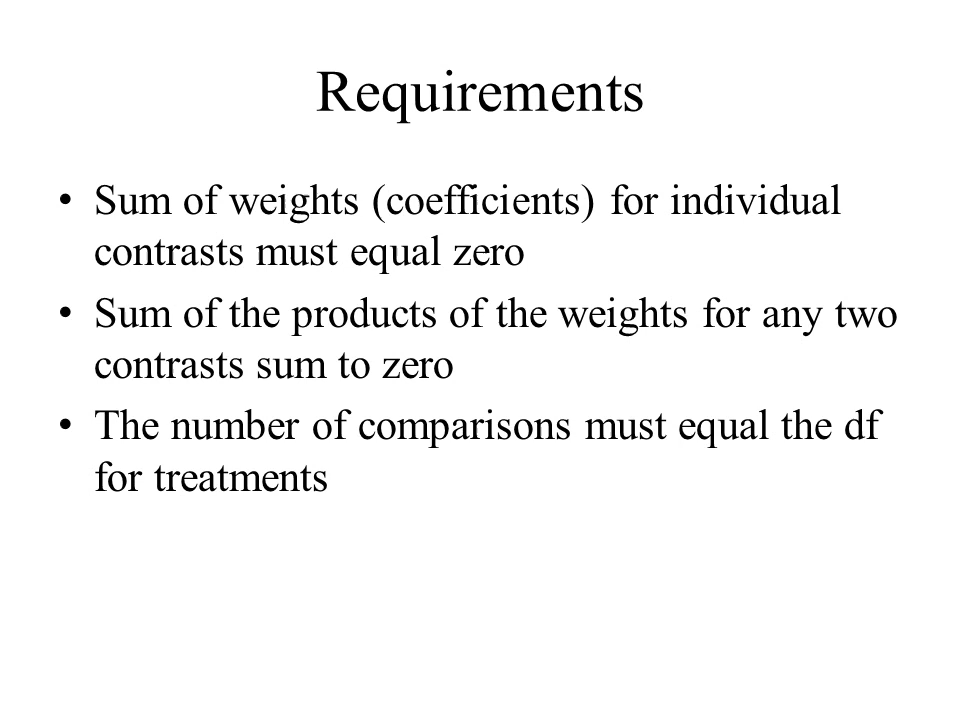 Requirements
• Sum of weights (coefficients) for individual
contrasts must equal zero
• Sum of the products of the weights for any two
contrasts sum to zero
• The number of comparisons must equal the df
for treatments